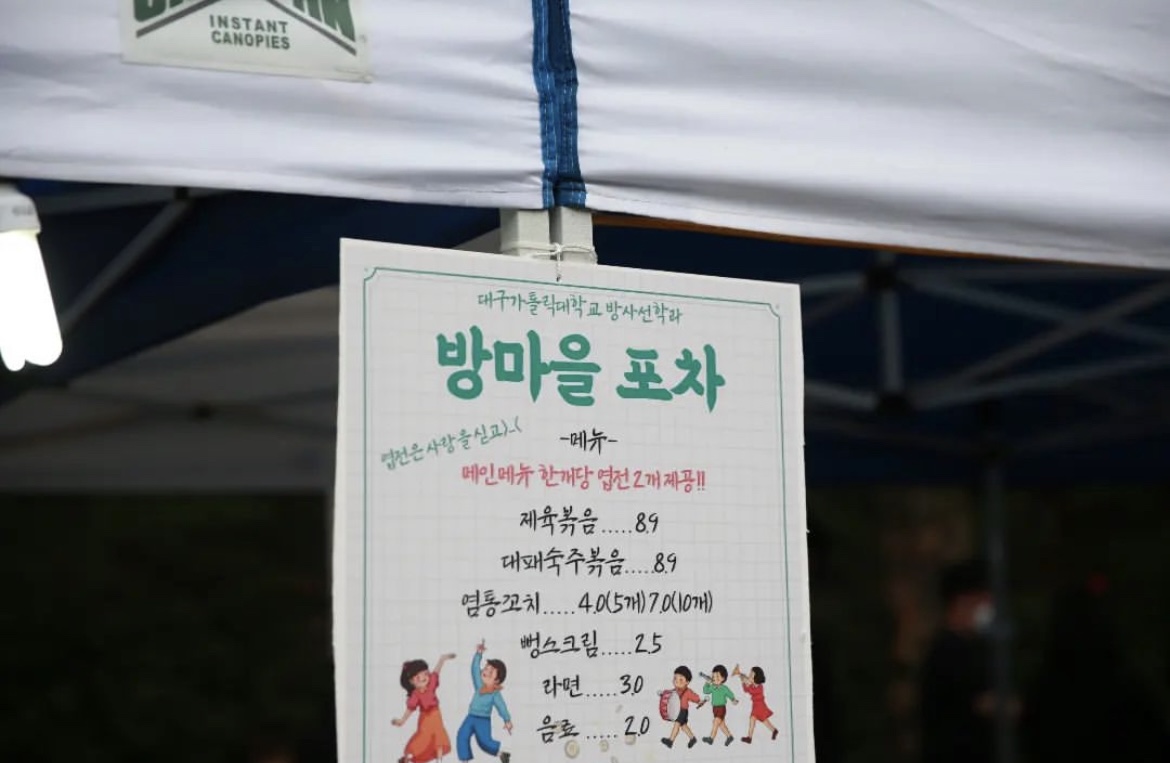 INSTANT
CANOPIES
대구가톨릭대학교 방사선학과
방마을 포차
엽전은 사랑을 싣고)_(
-메뉴-
메인메뉴 한개당 엽전 2개 제공!!
제육볶음.....8.9
대패숙주볶음.....8.9
염통꼬치.....4.0(5개)7.0(10개)
뻥스크림.....2.5
라면.....3.0
음료.....2.0